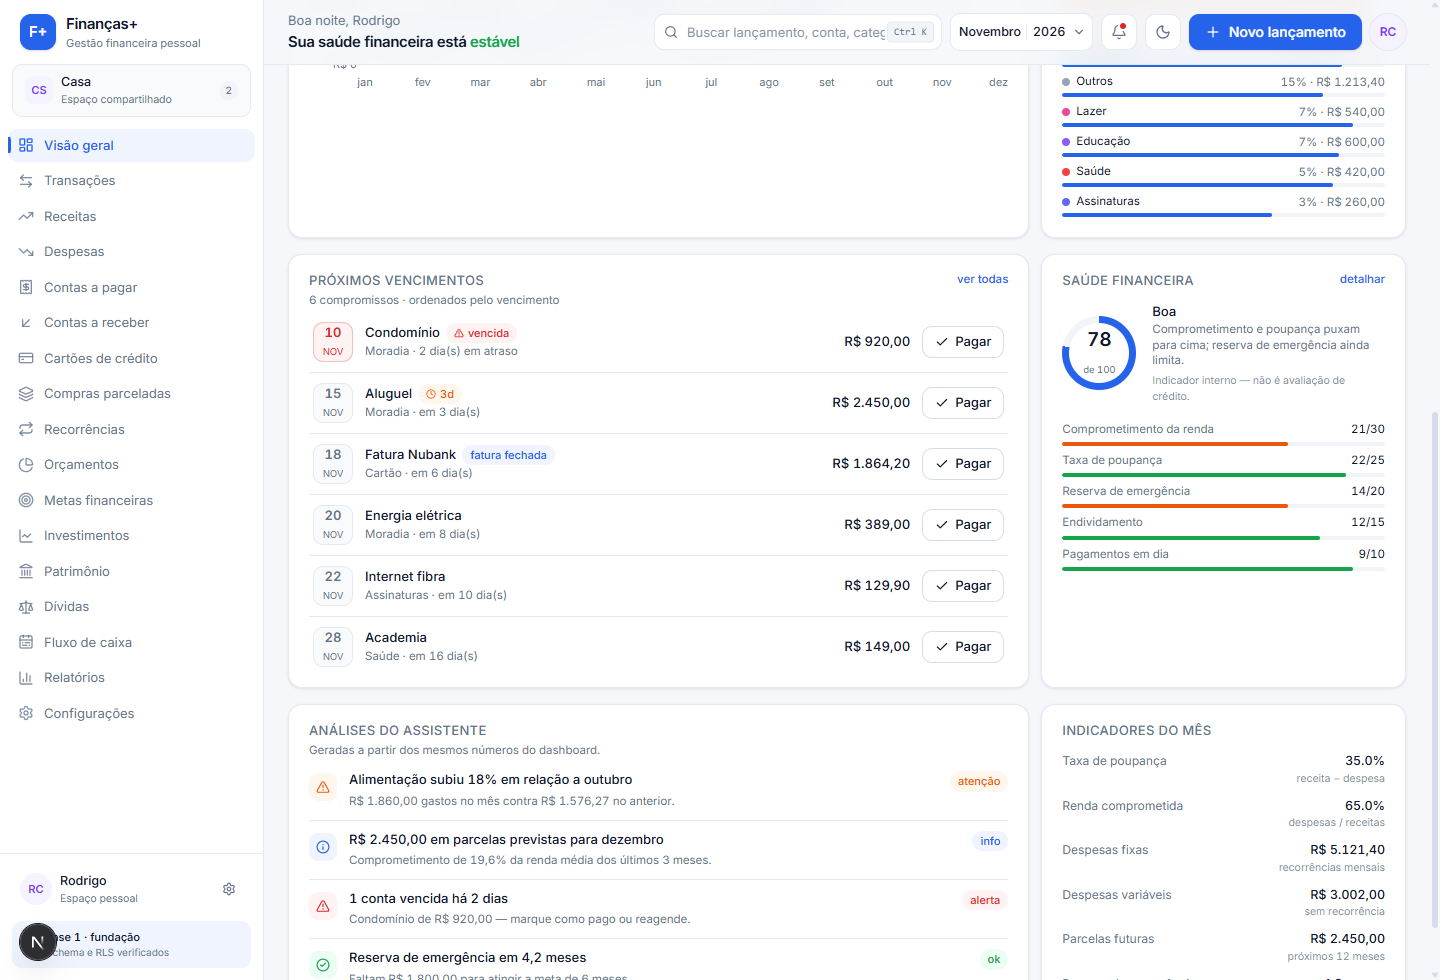 F+
Finanças+
Gestão financeira pessoal
CS
Casa
Espaço compartilhado
2
Visão geral
Transações
Receitas
Despesas
Contas a pagar
Contas a receber
Cartões de crédito
Compras parceladas
Recorrências
Orçamentos
Metas financeiras
Investimentos
Patrimônio
Dívidas
Fluxo de caixa
Relatórios
Configurações
RC
Rodrigo
Espaço pessoal
N
ase 1 · fundação
chema e RLS verificados
Boa noite, Rodrigo
Sua saúde financeira está estável
Buscar lançamento, conta, categ
Ctrl K
Novembro 2026
Novo lançamento
RC
R$ 0
jan fev mar abr mai jun jul ago set out nov dez
Outros 15% · R$ 1.213,40
Lazer 7% · R$ 540,00
Educação 7% · R$ 600,00
Saúde 5% · R$ 420,00
Assinaturas 3% · R$ 260,00
PRÓXIMOS VENCIMENTOS
ver todas
6 compromissos · ordenados pelo vencimento
10 NOV
Condomínio vencida
Moradia · 2 dia(s) em atraso
R$ 920,00
Pagar
15 NOV
Aluguel 3d
Moradia · em 3 dia(s)
R$ 2.450,00
Pagar
18 NOV
Fatura Nubank fatura fechada
Cartão · em 6 dia(s)
R$ 1.864,20
Pagar
20 NOV
Energia elétrica
Moradia · em 8 dia(s)
R$ 389,00
Pagar
22 NOV
Internet fibra
Assinaturas · em 10 dia(s)
R$ 129,90
Pagar
28 NOV
Academia
Saúde · em 16 dia(s)
R$ 149,00
Pagar
SAÚDE FINANCEIRA
detalhar
78
de 100
Boa
Comprometimento e poupança puxam
para cima; reserva de emergência ainda
limita.
Indicador interno — não é avaliação de
crédito.
Comprometimento da renda 21/30
Taxa de poupança 22/25
Reserva de emergência 14/20
Endividamento 12/15
Pagamentos em dia 9/10
ANÁLISES DO ASSISTENTE
Geradas a partir dos mesmos números do dashboard.
Alimentação subiu 18% em relação a outubro
atenção
R$ 1.860,00 gastos no mês contra R$ 1.576,27 no anterior.
R$ 2.450,00 em parcelas previstas para dezembro
info
Comprometimento de 19,6% da renda média dos últimos 3 meses.
1 conta vencida há 2 dias
alerta
Condomínio de R$ 920,00 — marque como pago ou reagende.
Reserva de emergência em 4,2 meses
ok
Faltam R$ 1.800,00 para atingir a meta de 6 meses.
INDICADORES DO MÊS
Taxa de poupança 35.0%
receita − despesa
Renda comprometida 65.0%
despesas / receitas
Despesas fixas R$ 5.121,40
recorrências mensais
Despesas variáveis R$ 3.002,00
sem recorrência
Parcelas futuras R$ 2.450,00
próximos 12 meses